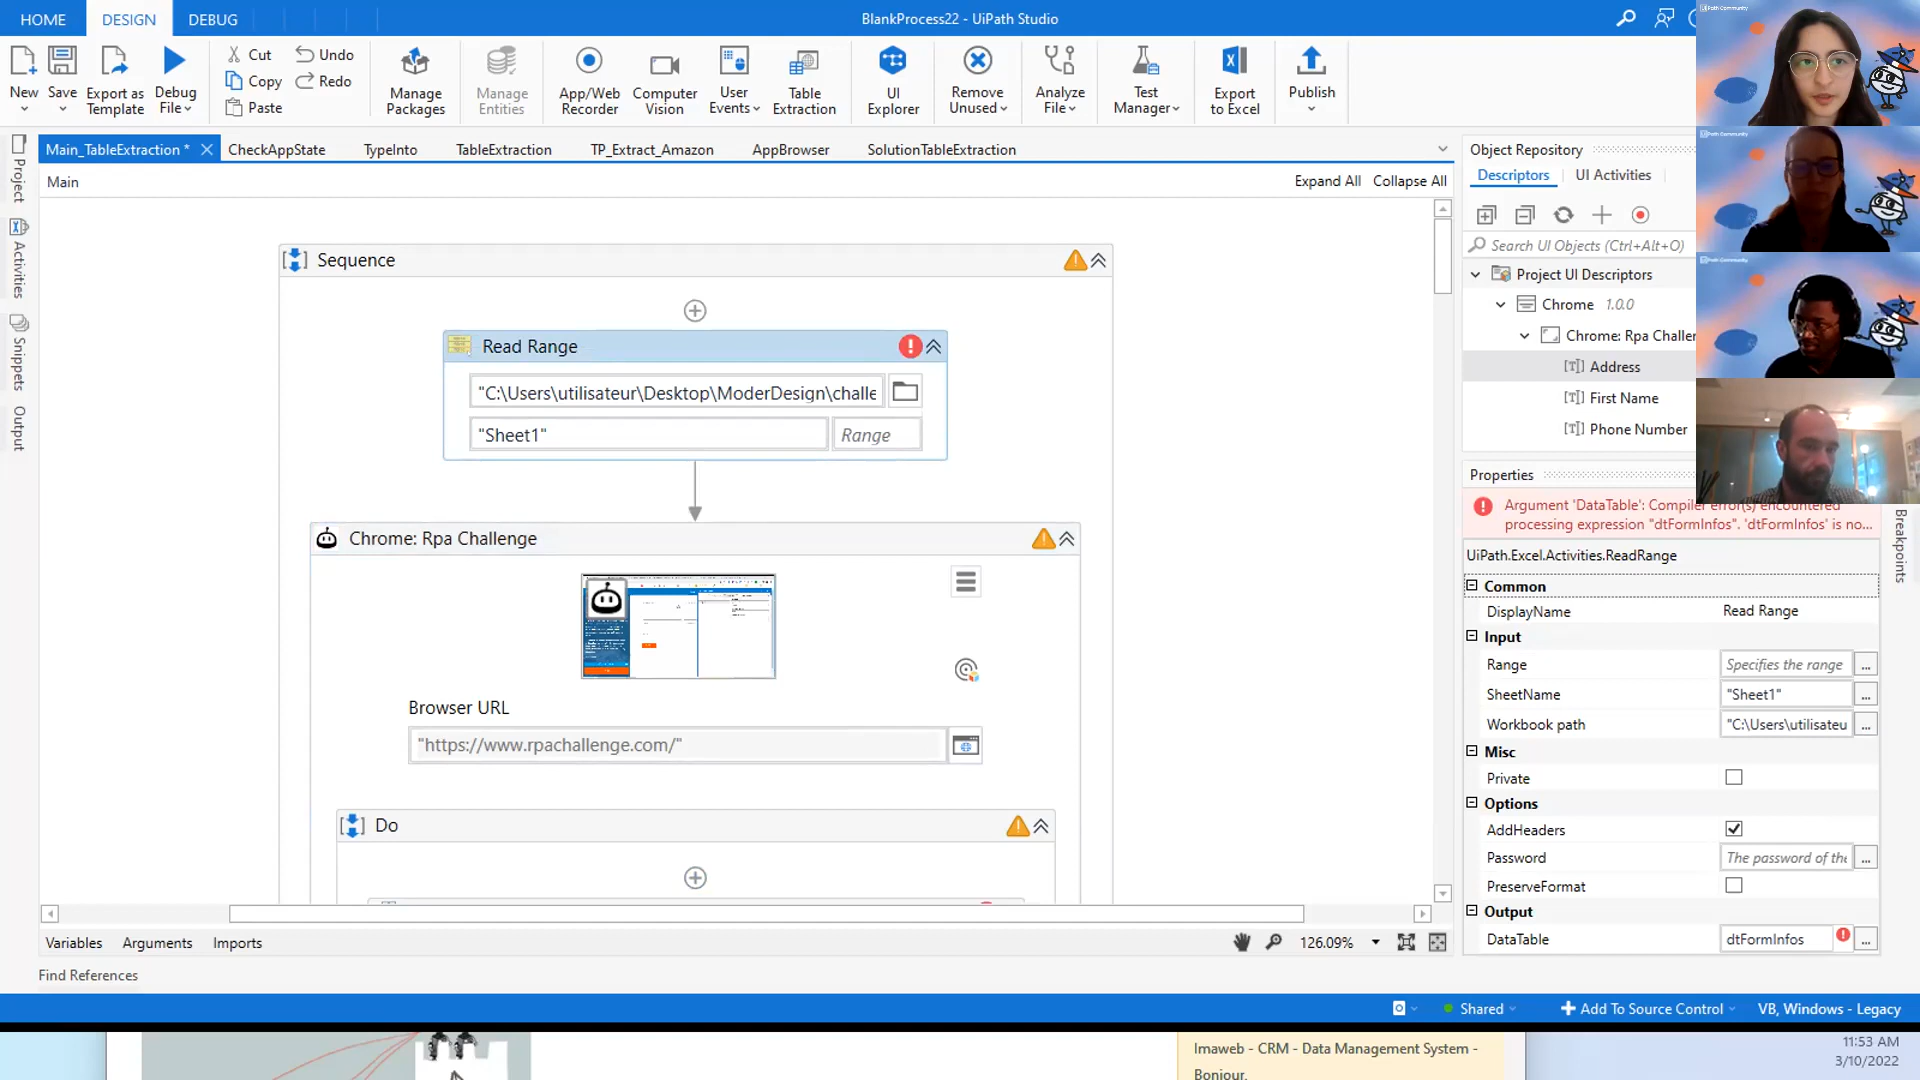 HOME DESIGN DEBUG
BlankProcess22 - UiPath Studio
New
Save
Export as Template
Debug File
Cut
Copy
Paste
Undo
Redo
Manage Packages
Manage Entities
App/Web Recorder
Computer Vision
User Events
Table Extraction
UI Explorer
Remove Unused
Analyze File
Test Manager
Export to Excel
Publish
Main_TableExtraction *
CheckAppState
TypeInto
TableExtraction
TP_Extract_Amazon
AppBrowser
SolutionTableExtraction
Main
Expand All Collapse All
Project
Activities
Snippets
Output
Sequence
Read Range
"C:\Users\utilisateur\Desktop\ModerDesign\challe
"Sheet1"
Range
Chrome: Rpa Challenge
Browser URL
"https://www.rpachallenge.com/"
Do
Variables Arguments Imports
126.09%
Find References
Object Repository
Descriptors UI Activities
Search UI Objects (Ctrl+Alt+O)
Project UI Descriptors
Chrome 1.0.0
Chrome: Rpa Challer
Address
First Name
Phone Number
Properties
Argument 'DataTable': Compiler error(s) encountered
processing expression "dtFormInfos". 'dtFormInfos' is no...
UiPath.Excel.Activities.ReadRange
Common
DisplayName Read Range
Input
Range Specifies the range ...
SheetName "Sheet1" ...
Workbook path "C:\Users\utilisateu ...
Misc
Private
Options
AddHeaders
Password The password of the ...
PreserveFormat
Output
DataTable dtFormInfos ...
Breakpoints
Shared
Add To Source Control
VB, Windows - Legacy
Imaweb - CRM - Data Management System -
Bonjour,
11:53 AM
3/10/2022
UiPath Community
UiPath Community
UiPath Community